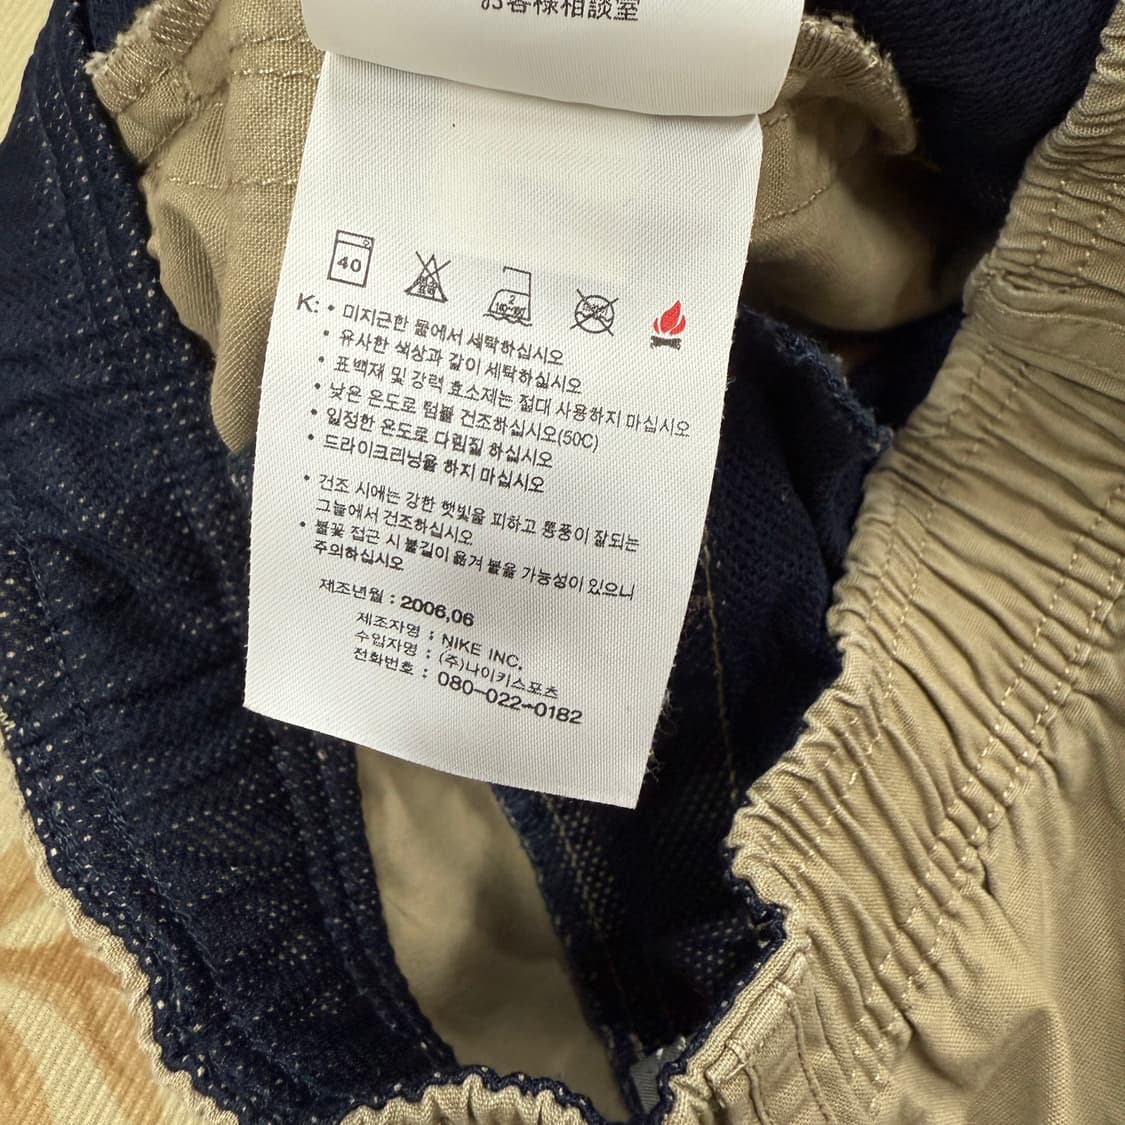 お客様相談室
40
K: • 미지근한 물에서 세탁하십시오
• 유사한 색상과 같이 세탁하십시오
• 표백재 및 강력 효소제는 절대 사용하지 마십시오
• 낮은 온도로 텀블 건조하십시오(50C)
• 일정한 온도로 다림질 하십시오
• 드라이크리닝을 하지 마십시오
• 건조 시에는 강한 햇빛을 피하고 통풍이 잘되는
그늘에서 건조하십시오
• 불꽃 접근 시 불길이 옮겨 붙을 가능성이 있으니
주의하십시오
제조년월 : 2006.06
제조자명 : NIKE INC.
수입자명 : (주)나이키스포츠
전화번호 : 080-022-0182